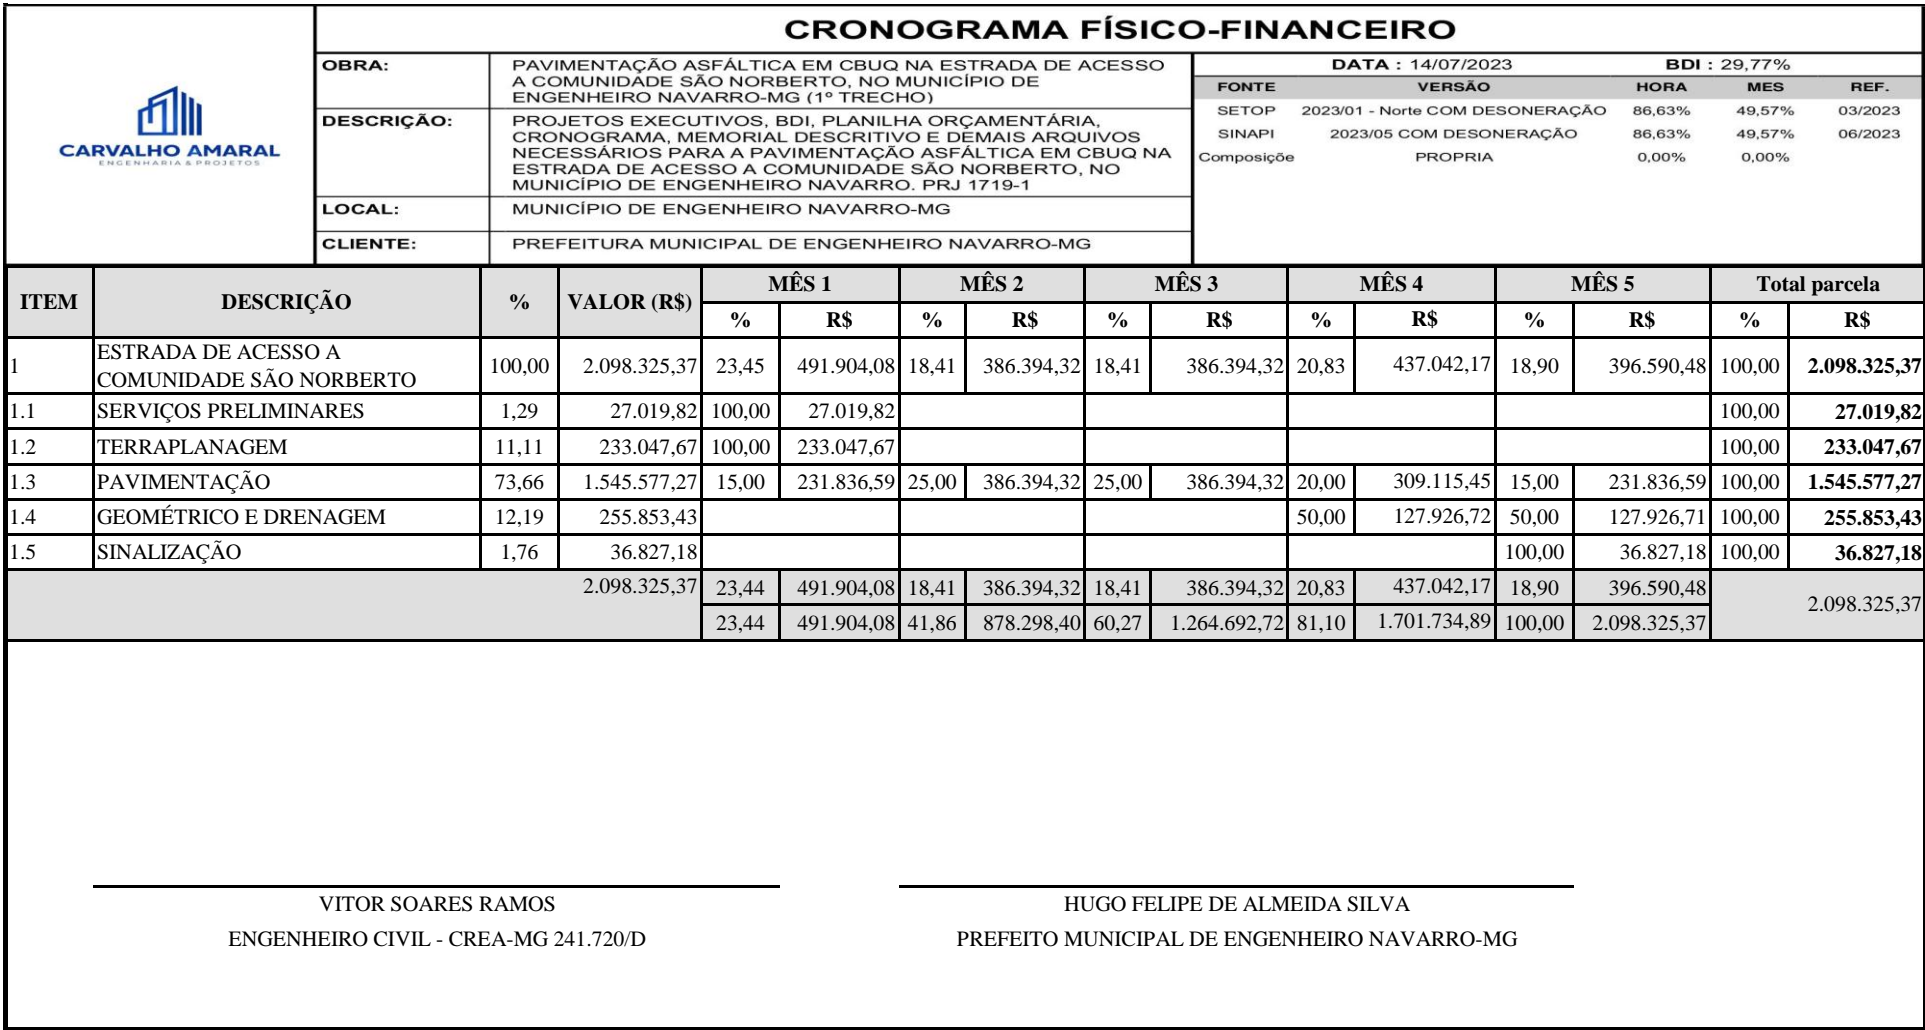 CRONOGRAMA FÍSICO-FINANCEIRO
CARVALHO AMARAL
ENGENHARIA & PROJETOS
OBRA: PAVIMENTAÇÃO ASFÁLTICA EM CBUQ NA ESTRADA DE ACESSO
A COMUNIDADE SÃO NORBERTO, NO MUNICÍPIO DE
ENGENHEIRO NAVARRO-MG (1º TRECHO)
DESCRIÇÃO: PROJETOS EXECUTIVOS, BDI, PLANILHA ORÇAMENTÁRIA,
CRONOGRAMA, MEMORIAL DESCRITIVO E DEMAIS ARQUIVOS
NECESSÁRIOS PARA A PAVIMENTAÇÃO ASFÁLTICA EM CBUQ NA
ESTRADA DE ACESSO A COMUNIDADE SÃO NORBERTO, NO
MUNICÍPIO DE ENGENHEIRO NAVARRO. PRJ 1719-1
LOCAL: MUNICÍPIO DE ENGENHEIRO NAVARRO-MG
CLIENTE: PREFEITURA MUNICIPAL DE ENGENHEIRO NAVARRO-MG
DATA : 14/07/2023 BDI : 29,77%
FONTE VERSÃO HORA MES REF.
SETOP 2023/01 - Norte COM DESONERAÇÃO 86,63% 49,57% 03/2023
SINAPI 2023/05 COM DESONERAÇÃO 86,63% 49,57% 06/2023
Composiçõe PROPRIA 0,00% 0,00%
ITEM DESCRIÇÃO % VALOR (R$) MÊS 1 MÊS 2 MÊS 3 MÊS 4 MÊS 5 Total parcela
% R$ % R$ % R$ % R$ % R$ % R$
1 ESTRADA DE ACESSO A
COMUNIDADE SÃO NORBERTO 100,00 2.098.325,37 23,45 491.904,08 18,41 386.394,32 18,41 386.394,32 20,83 437.042,17 18,90 396.590,48 100,00 2.098.325,37
1.1 SERVIÇOS PRELIMINARES 1,29 27.019,82 100,00 27.019,82 100,00 27.019,82
1.2 TERRAPLANAGEM 11,11 233.047,67 100,00 233.047,67 100,00 233.047,67
1.3 PAVIMENTAÇÃO 73,66 1.545.577,27 15,00 231.836,59 25,00 386.394,32 25,00 386.394,32 20,00 309.115,45 15,00 231.836,59 100,00 1.545.577,27
1.4 GEOMÉTRICO E DRENAGEM 12,19 255.853,43 50,00 127.926,72 50,00 127.926,71 100,00 255.853,43
1.5 SINALIZAÇÃO 1,76 36.827,18 100,00 36.827,18 100,00 36.827,18
2.098.325,37 23,44 491.904,08 18,41 386.394,32 18,41 386.394,32 20,83 437.042,17 18,90 396.590,48 2.098.325,37
23,44 491.904,08 41,86 878.298,40 60,27 1.264.692,72 81,10 1.701.734,89 100,00 2.098.325,37
VITOR SOARES RAMOS
ENGENHEIRO CIVIL - CREA-MG 241.720/D
HUGO FELIPE DE ALMEIDA SILVA
PREFEITO MUNICIPAL DE ENGENHEIRO NAVARRO-MG